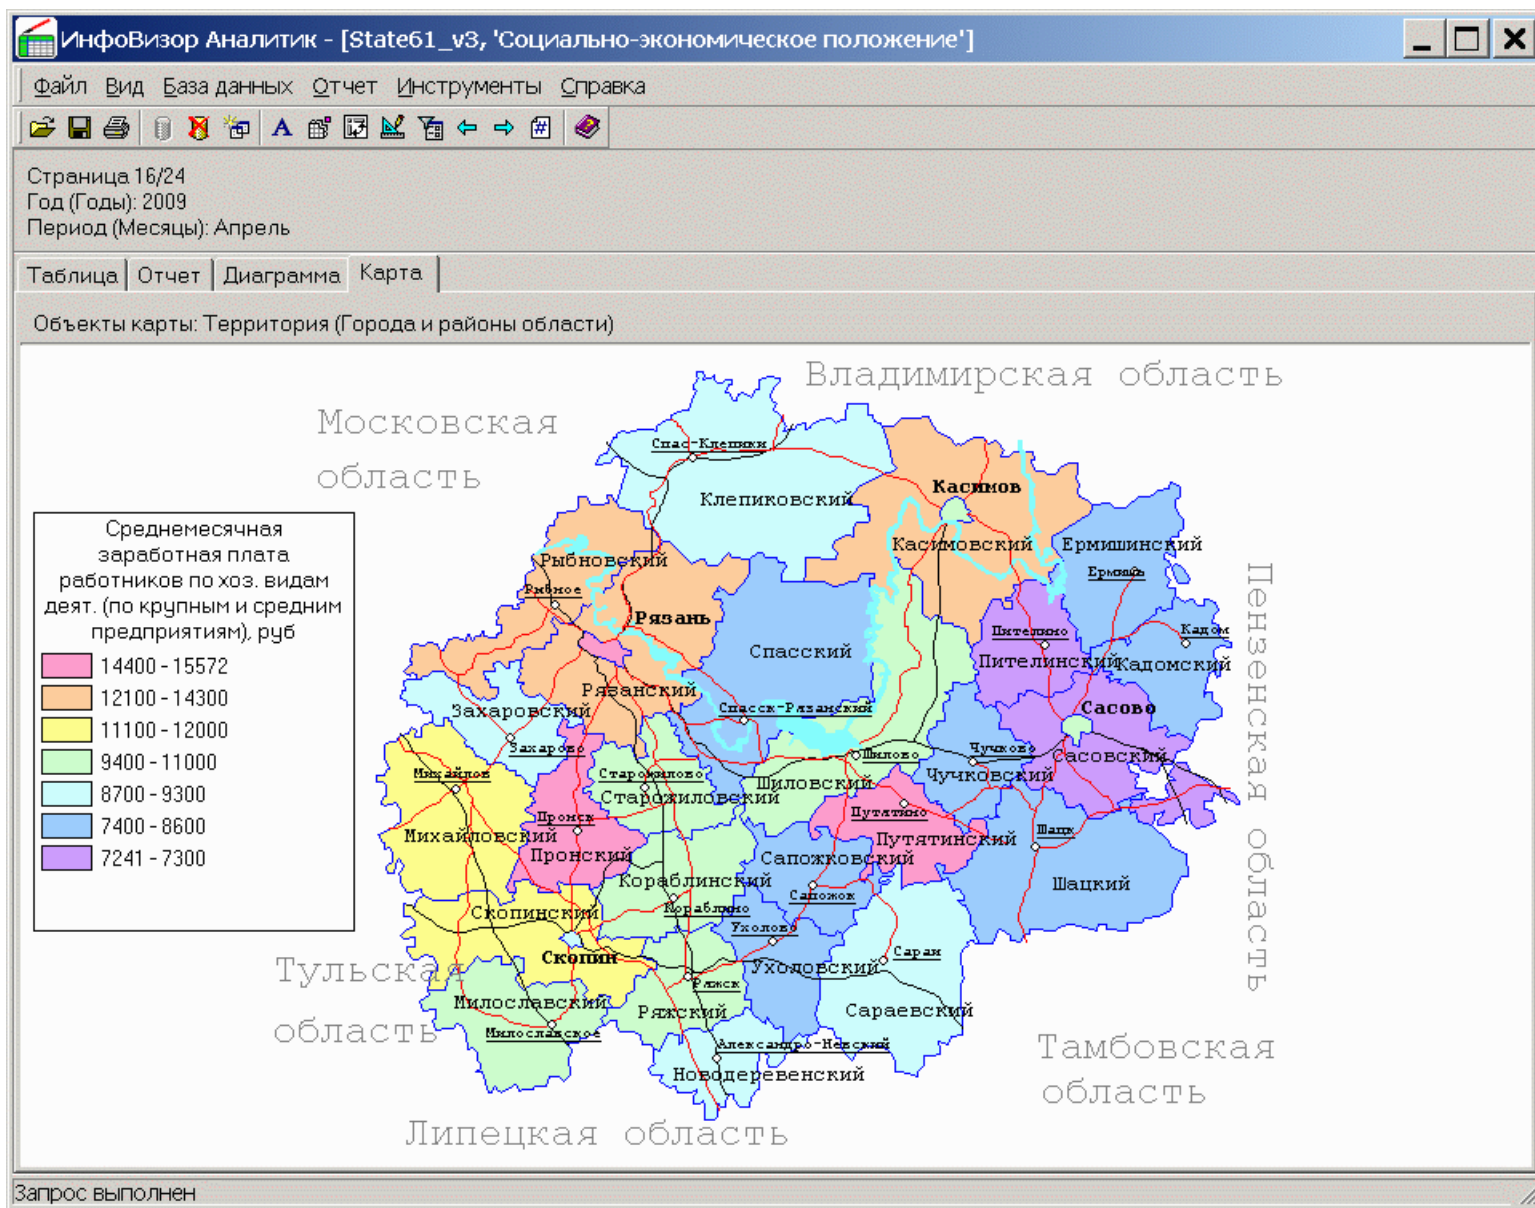 ИнфоВизор Аналитик - [State61_v3, 'Социально-экономическое положение']
Файл Вид База данных Отчет Инструменты Справка
Страница 16/24
Год (Годы): 2009
Период (Месяцы): Апрель
Таблица Отчет Диаграмма Карта
Объекты карты: Территория (Города и районы области)
Владимирская область
Московская
область
Спас-Клепики
Клепиковский
Касимов
Касимовский
Ермишинский
Ермишь
Рыбновский
Рыбное
Рязань
Пителино
Пителинский
Кадом
Кадомский
Спасский
Рязанский
Спасск-Рязанский
Захаровский
Захарово
Сасово
Сасовский
Пензенская область
Среднемесячная
заработная плата
работников по хоз. видам
деят. (по крупным и средним
предприятиям), руб
14400 - 15572
12100 - 14300
11100 - 12000
9400 - 11000
8700 - 9300
7400 - 8600
7241 - 7300
Михайлов
Михайловский
Старожилово
Старожиловский
Шилово
Шиловский
Чучково
Чучковский
Пронск
Пронский
Путятино
Путятинский
Шацк
Шацкий
Сапожковский
Сапожок
Кораблинский
Кораблино
Скопинский
Скопин
Ухолово
Ухоловский
Сараи
Сараевский
Тульская
область
Милославский
Милославское
Ряжск
Ряжский
Александро-Невский
Новодеревенский
Тамбовская
область
Липецкая область
Запрос выполнен